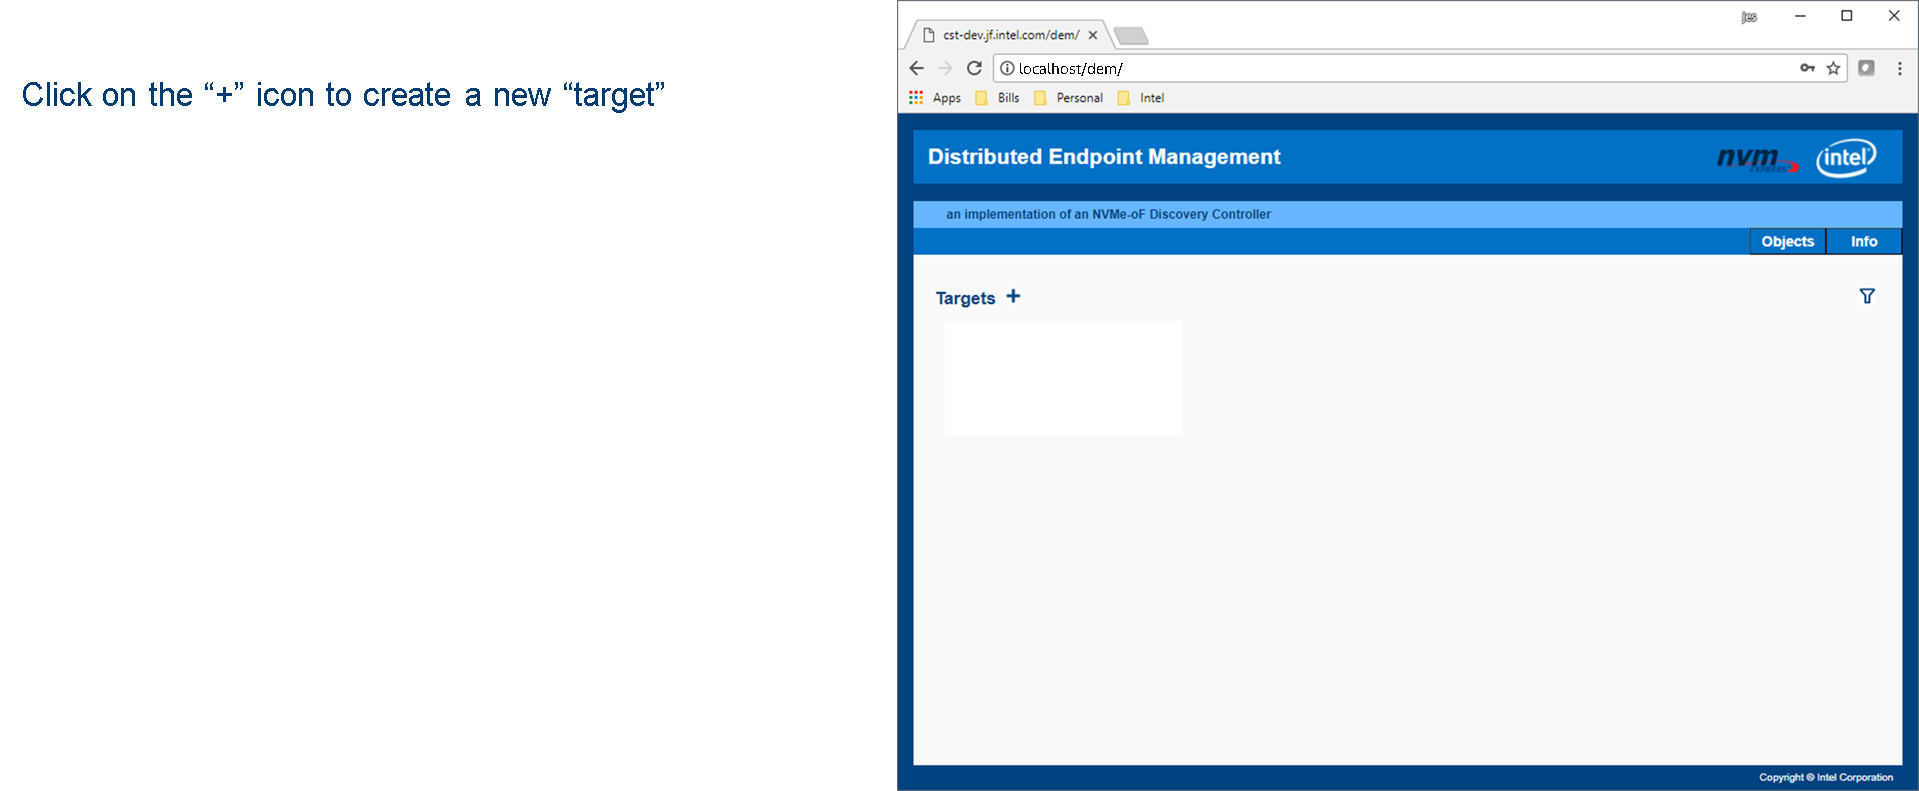 Click on the “+” icon to create a new “target”
jes
cst-dev.jf.intel.com/dem/
localhost/dem/
Apps Bills Personal Intel
Distributed Endpoint Management
nvm EXPRESS intel
an implementation of an NVMe-oF Discovery Controller
Objects Info
Targets +
Copyright © Intel Corporation